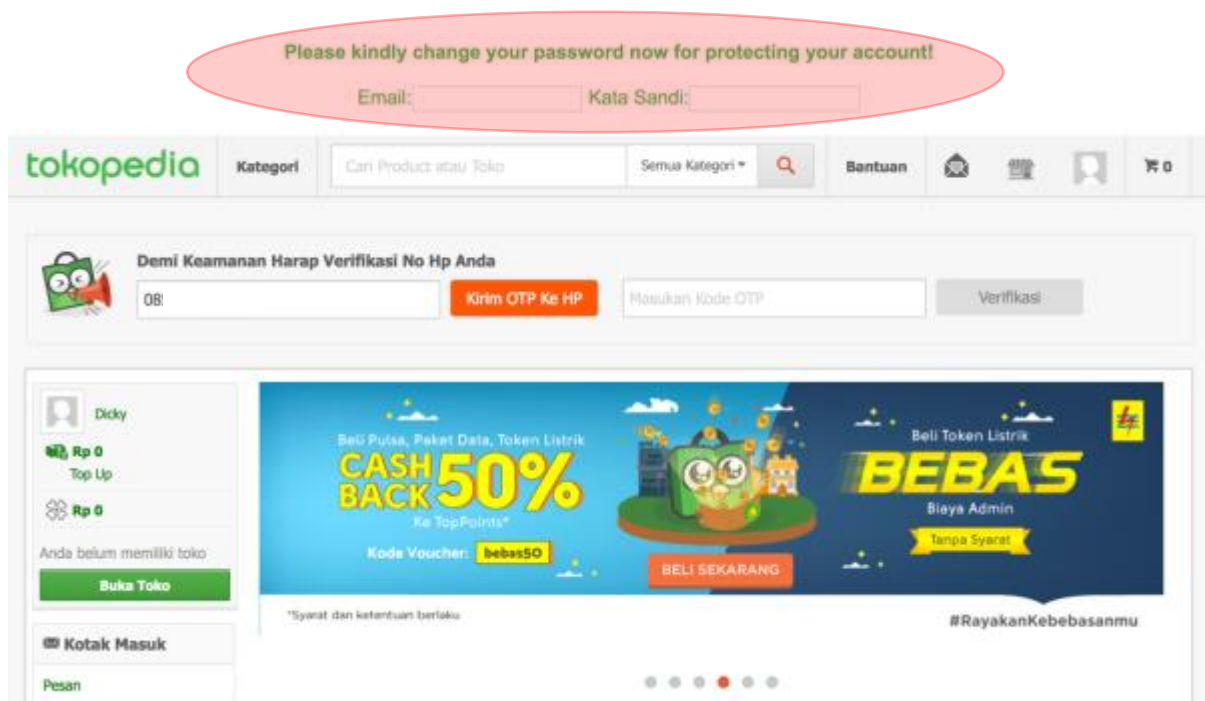 Please kindly change your password now for protecting your account!
Email: Kata Sandi:
tokopedia Kategori Cari Product atau Toko Semua Kategori Bantuan 0
Demi Keamanan Harap Verifikasi No Hp Anda
08 Kirim OTP Ke HP Masukan Kode OTP Verifikasi
Dicky
Rp 0
Top Up
Rp 0
Anda belum memiliki toko
Buka Toko
Kotak Masuk
Pesan
Beli Pulsa, Paket Data, Token Listrik
CASH BACK 50%
Ke TopPoints*
Kode Voucher: bebas50
BELI SEKARANG
Beli Token Listrik
BEBAS
Biaya Admin
Tanpa Syarat
*Syarat dan ketentuan berlaku
#RayakanKebebasanmu